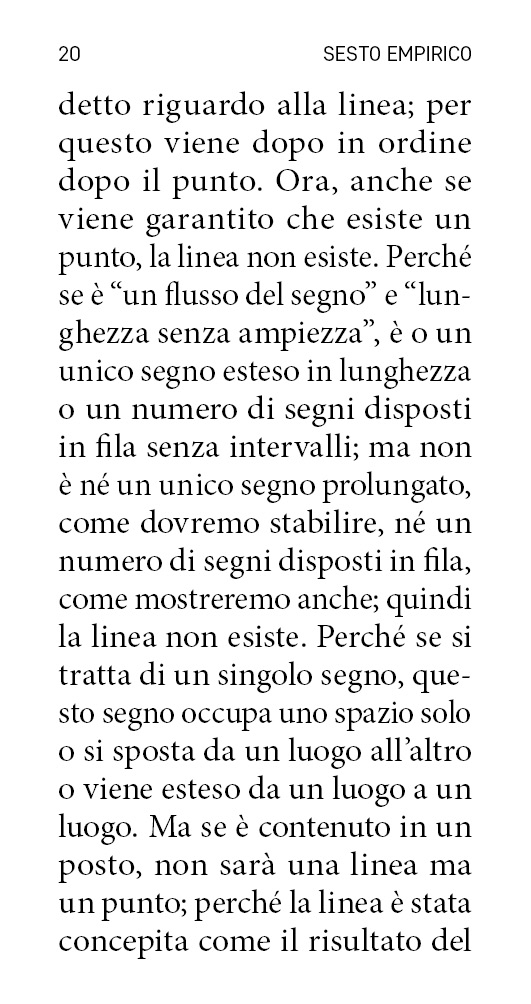 20 SESTO EMPIRICO
detto riguardo alla linea; per
questo viene dopo in ordine
dopo il punto. Ora, anche se
viene garantito che esiste un
punto, la linea non esiste. Perché
se è “un flusso del segno” e “lun-
ghezza senza ampiezza”, è o un
unico segno esteso in lunghezza
o un numero di segni disposti
in fila senza intervalli; ma non
è né un unico segno prolungato,
come dovremo stabilire, né un
numero di segni disposti in fila,
come mostreremo anche; quindi
la linea non esiste. Perché se si
tratta di un singolo segno, que-
sto segno occupa uno spazio solo
o si sposta da un luogo all’altro
o viene esteso da un luogo a un
luogo. Ma se è contenuto in un
posto, non sarà una linea ma
un punto; perché la linea è stata
concepita come il risultato del